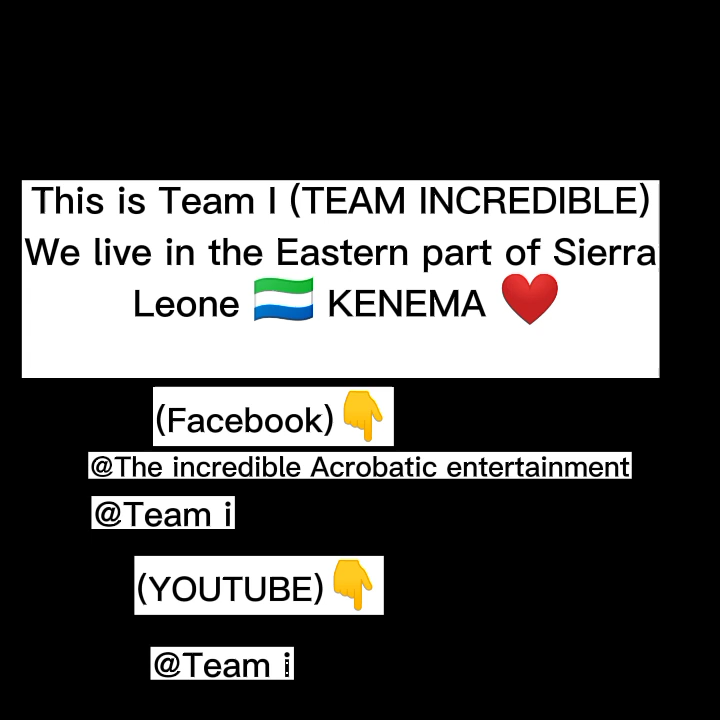 This is Team I (TEAM INCREDIBLE)
We live in the Eastern part of Sierra
Leone 🇸🇱 KENEMA ❤️
(Facebook)👇
@The incredible Acrobatic entertainment
@Team i
(YOUTUBE)👇
@Team i